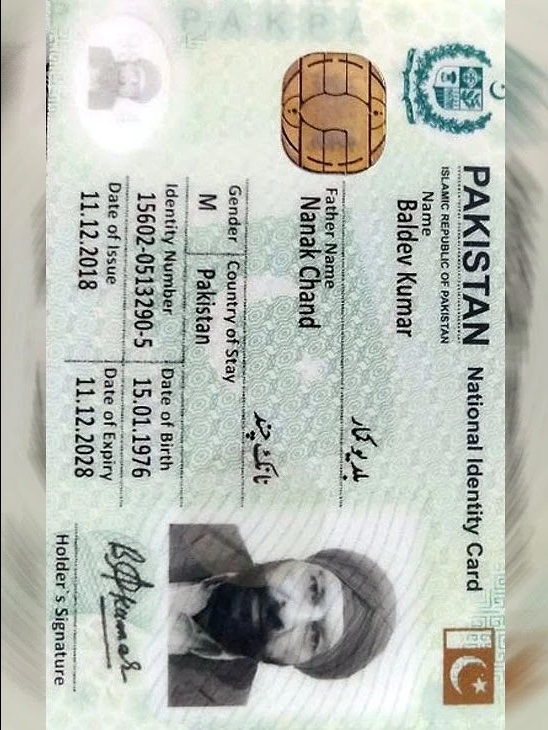 PAKISTAN National Identity Card
ISLAMIC REPUBLIC OF PAKISTAN
Name
Baldev Kumar
بلدیو کمار
Father Name
Nanak Chand
نانک چند
Gender
Country of Stay
M
Pakistan
Identity Number
Date of Birth
15602-0513290-5
15.01.1976
Date of Issue
Date of Expiry
11.12.2018
11.12.2028
Holder's Signature